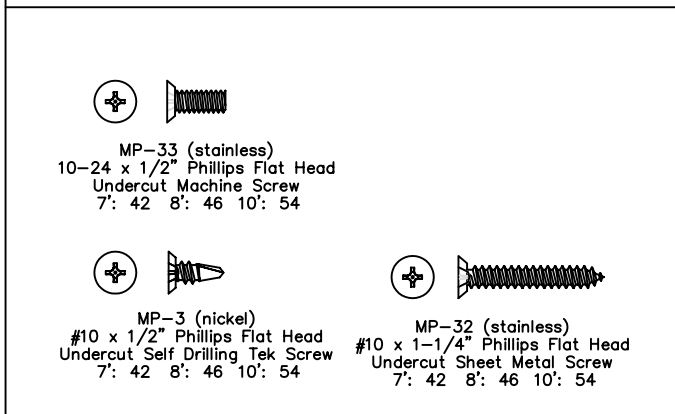 MP-33 (stainless)
10-24 x 1/2" Phillips Flat Head
Undercut Machine Screw
7': 42 8': 46 10': 54
MP-3 (nickel)
#10 x 1/2" Phillips Flat Head
Undercut Self Drilling Tek Screw
7': 42 8': 46 10': 54
MP-32 (stainless)
#10 x 1-1/4" Phillips Flat Head
Undercut Sheet Metal Screw
7': 42 8': 46 10': 54